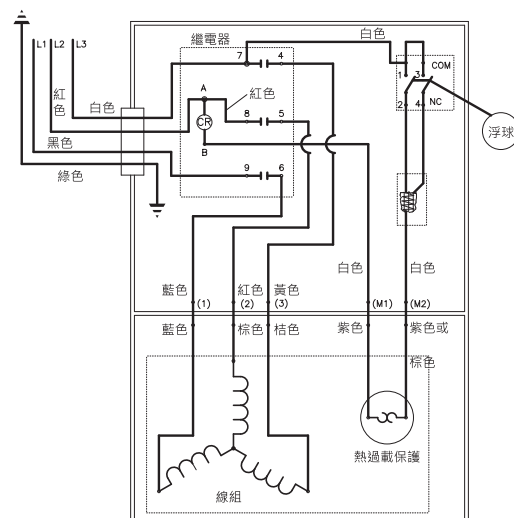 白色
繼電器
L1 L2 L3
7 4
1 3 COM
A
紅色
紅色
白色
2 4 NC
8 5
CR
浮球
黑色
B
9 6
綠色
白色 白色
藍色 紅色 黃色
(1) (2) (3) (M1) (M2)
藍色 棕色 桔色 紫色 紫色或
棕色
熱過載保護
線組